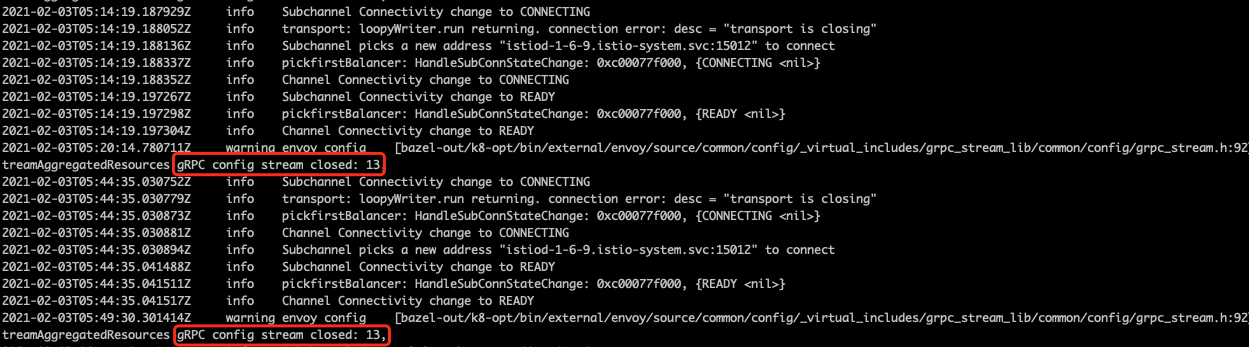 2021-02-03T05:14:19.187929Z info Subchannel Connectivity change to CONNECTING
2021-02-03T05:14:19.188052Z info transport: loopyWriter.run returning. connection error: desc = "transport is closing"
2021-02-03T05:14:19.188136Z info Subchannel picks a new address "istiod-1-6-9.istio-system.svc:15012" to connect
2021-02-03T05:14:19.188337Z info pickfirstBalancer: HandleSubConnStateChange: 0xc00077f000, {CONNECTING <nil>}
2021-02-03T05:14:19.188352Z info Channel Connectivity change to CONNECTING
2021-02-03T05:14:19.197267Z info Subchannel Connectivity change to READY
2021-02-03T05:14:19.197298Z info pickfirstBalancer: HandleSubConnStateChange: 0xc00077f000, {READY <nil>}
2021-02-03T05:14:19.197304Z info Channel Connectivity change to READY
2021-02-03T05:20:14.780711Z warning envoy config [bazel-out/k8-opt/bin/external/envoy/source/common/config/_virtual_includes/grpc_stream_lib/common/config/grpc_stream.h:92]
treamAggregatedResources gRPC config stream closed: 13,
2021-02-03T05:44:35.030752Z info Subchannel Connectivity change to CONNECTING
2021-02-03T05:44:35.030779Z info transport: loopyWriter.run returning. connection error: desc = "transport is closing"
2021-02-03T05:44:35.030873Z info pickfirstBalancer: HandleSubConnStateChange: 0xc00077f000, {CONNECTING <nil>}
2021-02-03T05:44:35.030881Z info Channel Connectivity change to CONNECTING
2021-02-03T05:44:35.030894Z info Subchannel picks a new address "istiod-1-6-9.istio-system.svc:15012" to connect
2021-02-03T05:44:35.041488Z info Subchannel Connectivity change to READY
2021-02-03T05:44:35.041511Z info pickfirstBalancer: HandleSubConnStateChange: 0xc00077f000, {READY <nil>}
2021-02-03T05:44:35.041517Z info Channel Connectivity change to READY
2021-02-03T05:49:30.301414Z warning envoy config [bazel-out/k8-opt/bin/external/envoy/source/common/config/_virtual_includes/grpc_stream_lib/common/config/grpc_stream.h:92]
treamAggregatedResources gRPC config stream closed: 13,